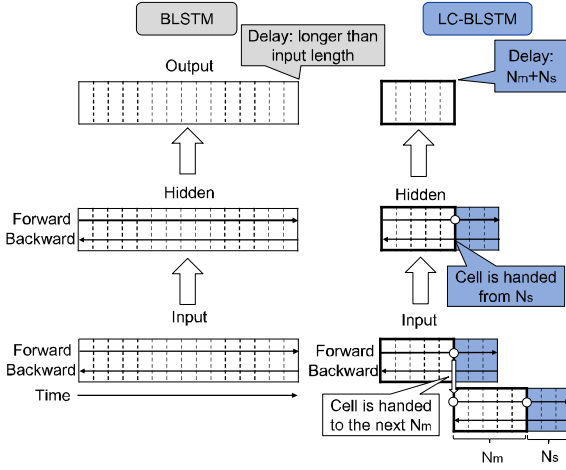 BLSTM
LC-BLSTM
Delay: longer than
input length
Delay:
Nm+Ns
Output
Hidden
Hidden
Forward
Backward
Cell is handed
from Ns
Input
Input
Forward
Backward
Forward
Backward
Time
Cell is handed
to the next Nm
Nm
Ns